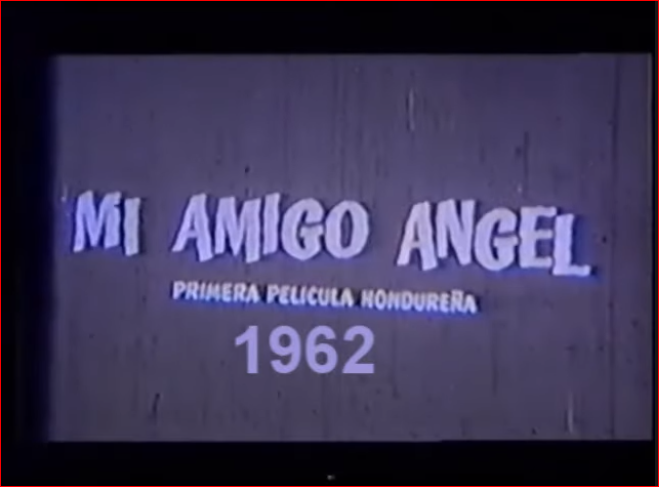 MI AMIGO ANGEL
PRIMERA PELICULA HONDUREÑA
1962